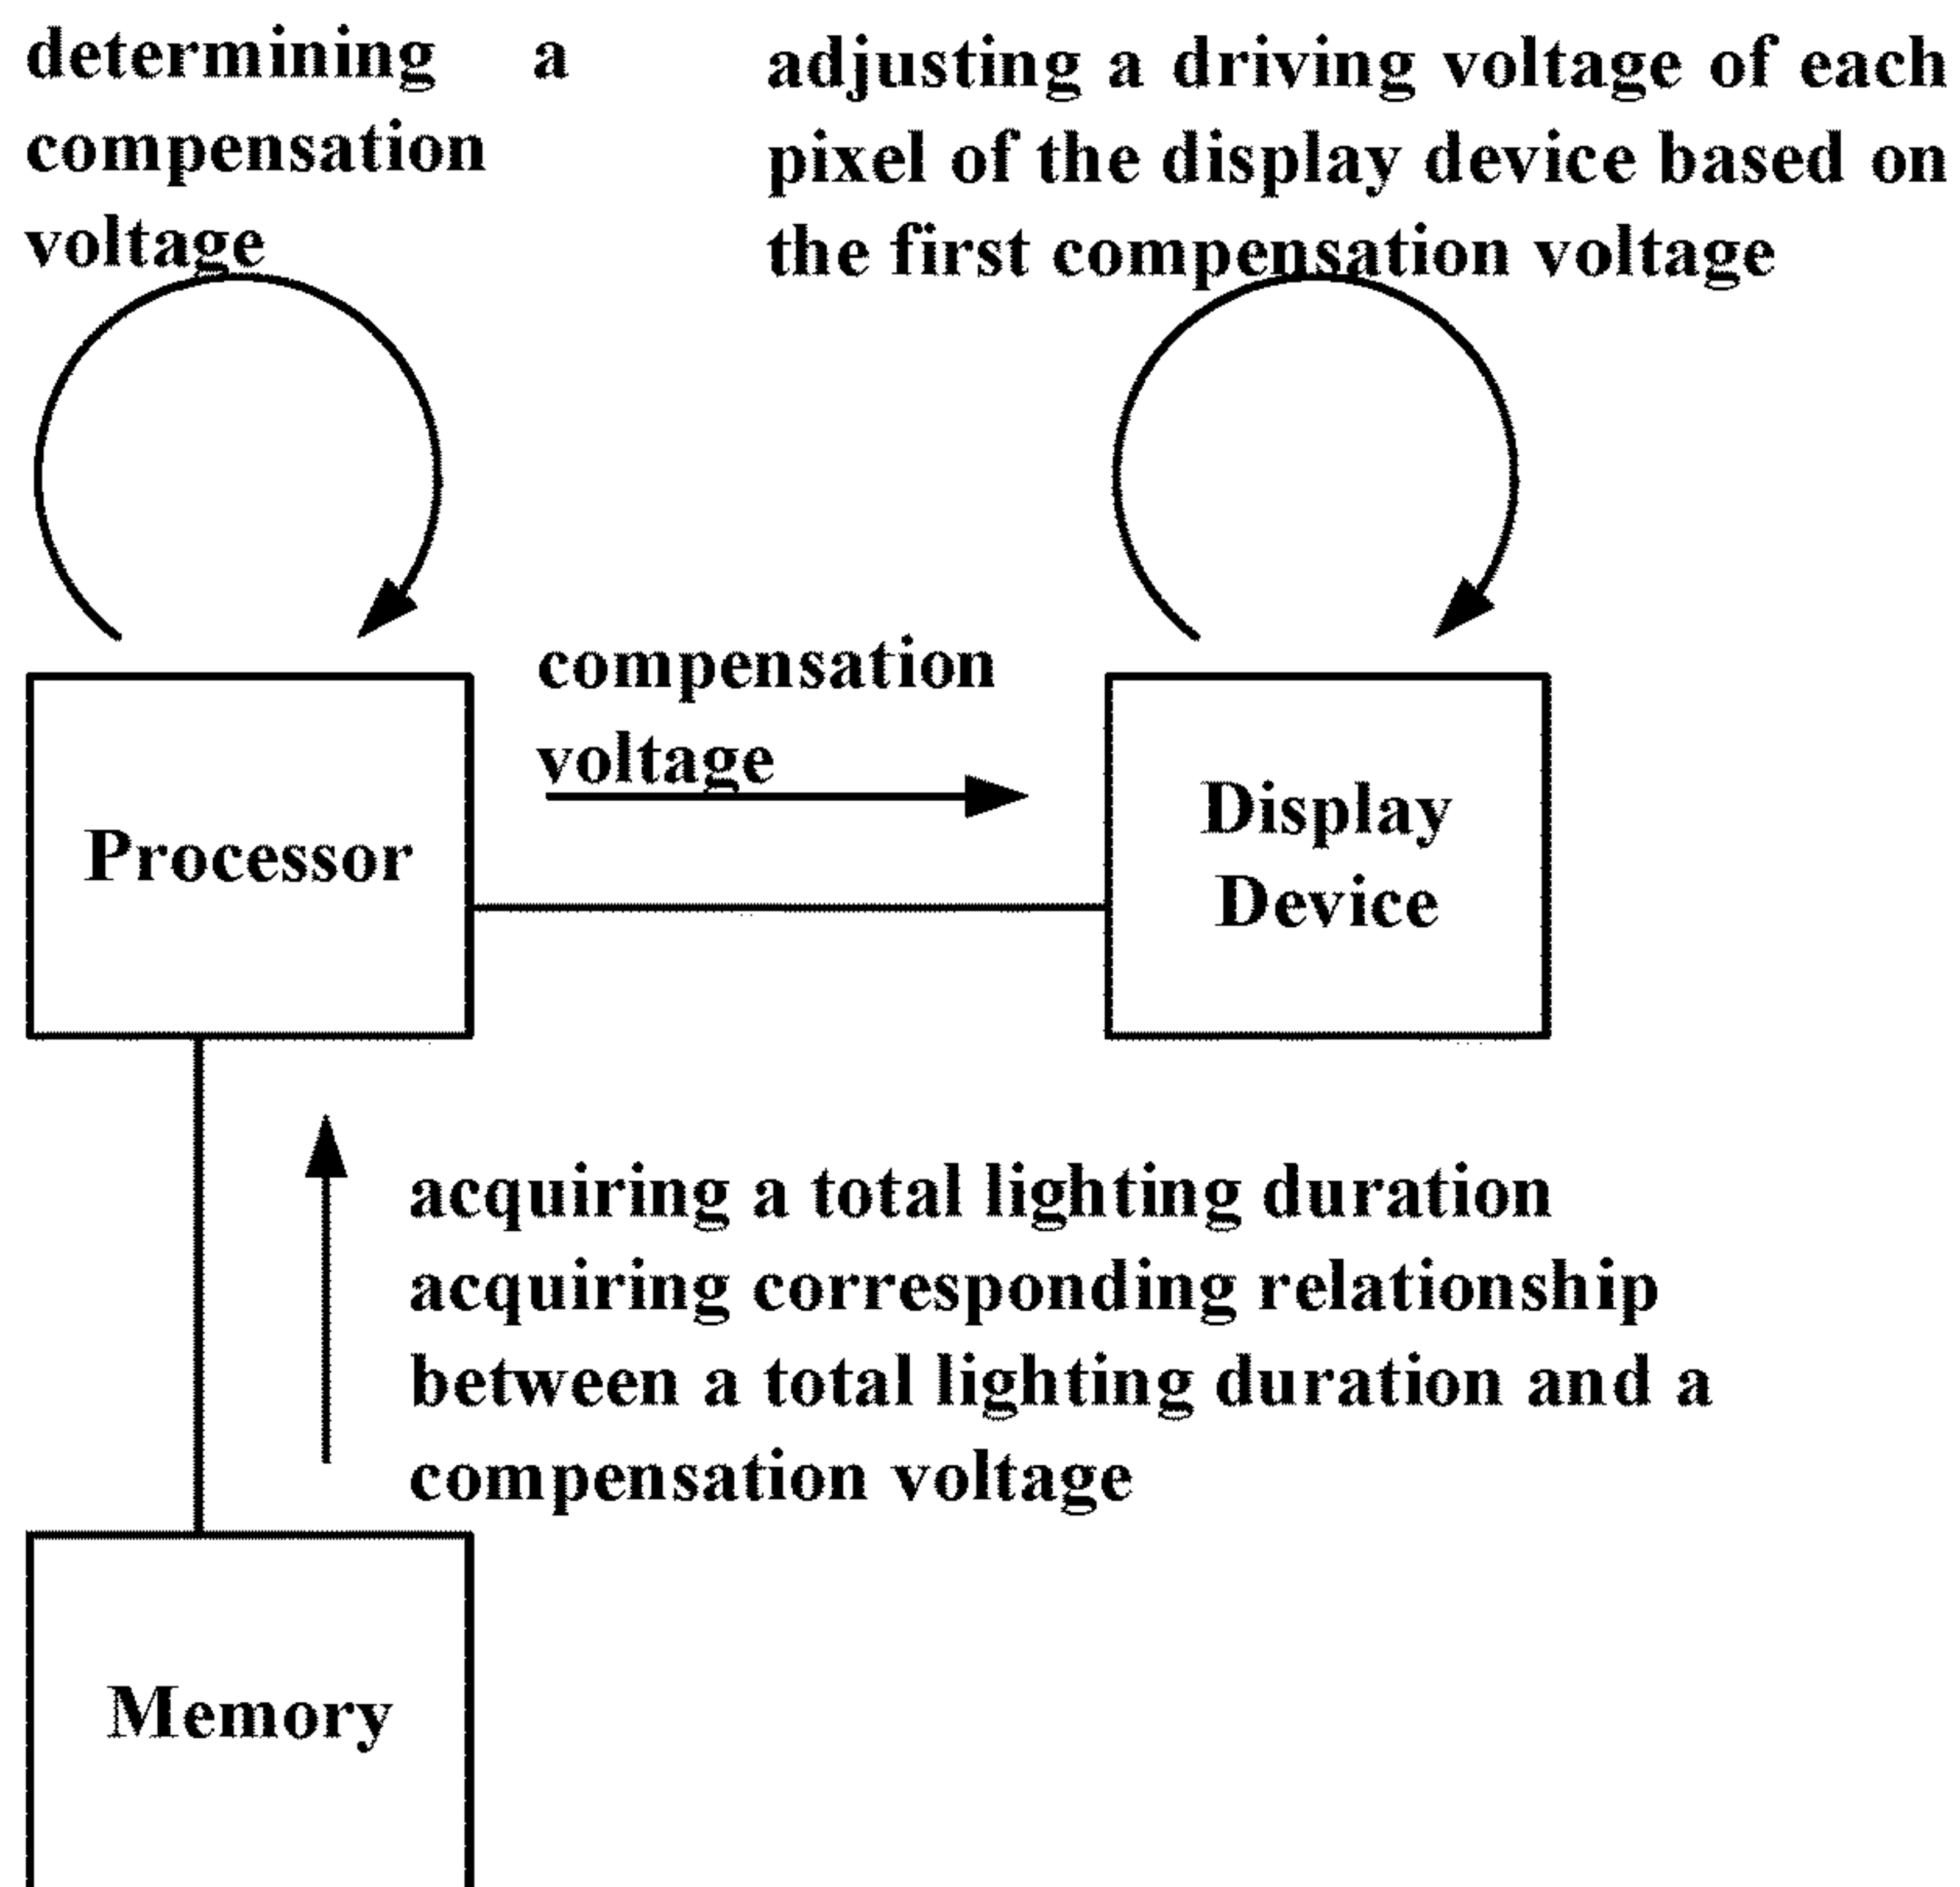 determining a
compensation
voltage
adjusting a driving voltage of each
pixel of the display device based on
the first compensation voltage
compensation
voltage
Processor
Display
Device
acquiring a total lighting duration
acquiring corresponding relationship
between a total lighting duration and a
compensation voltage
Memory